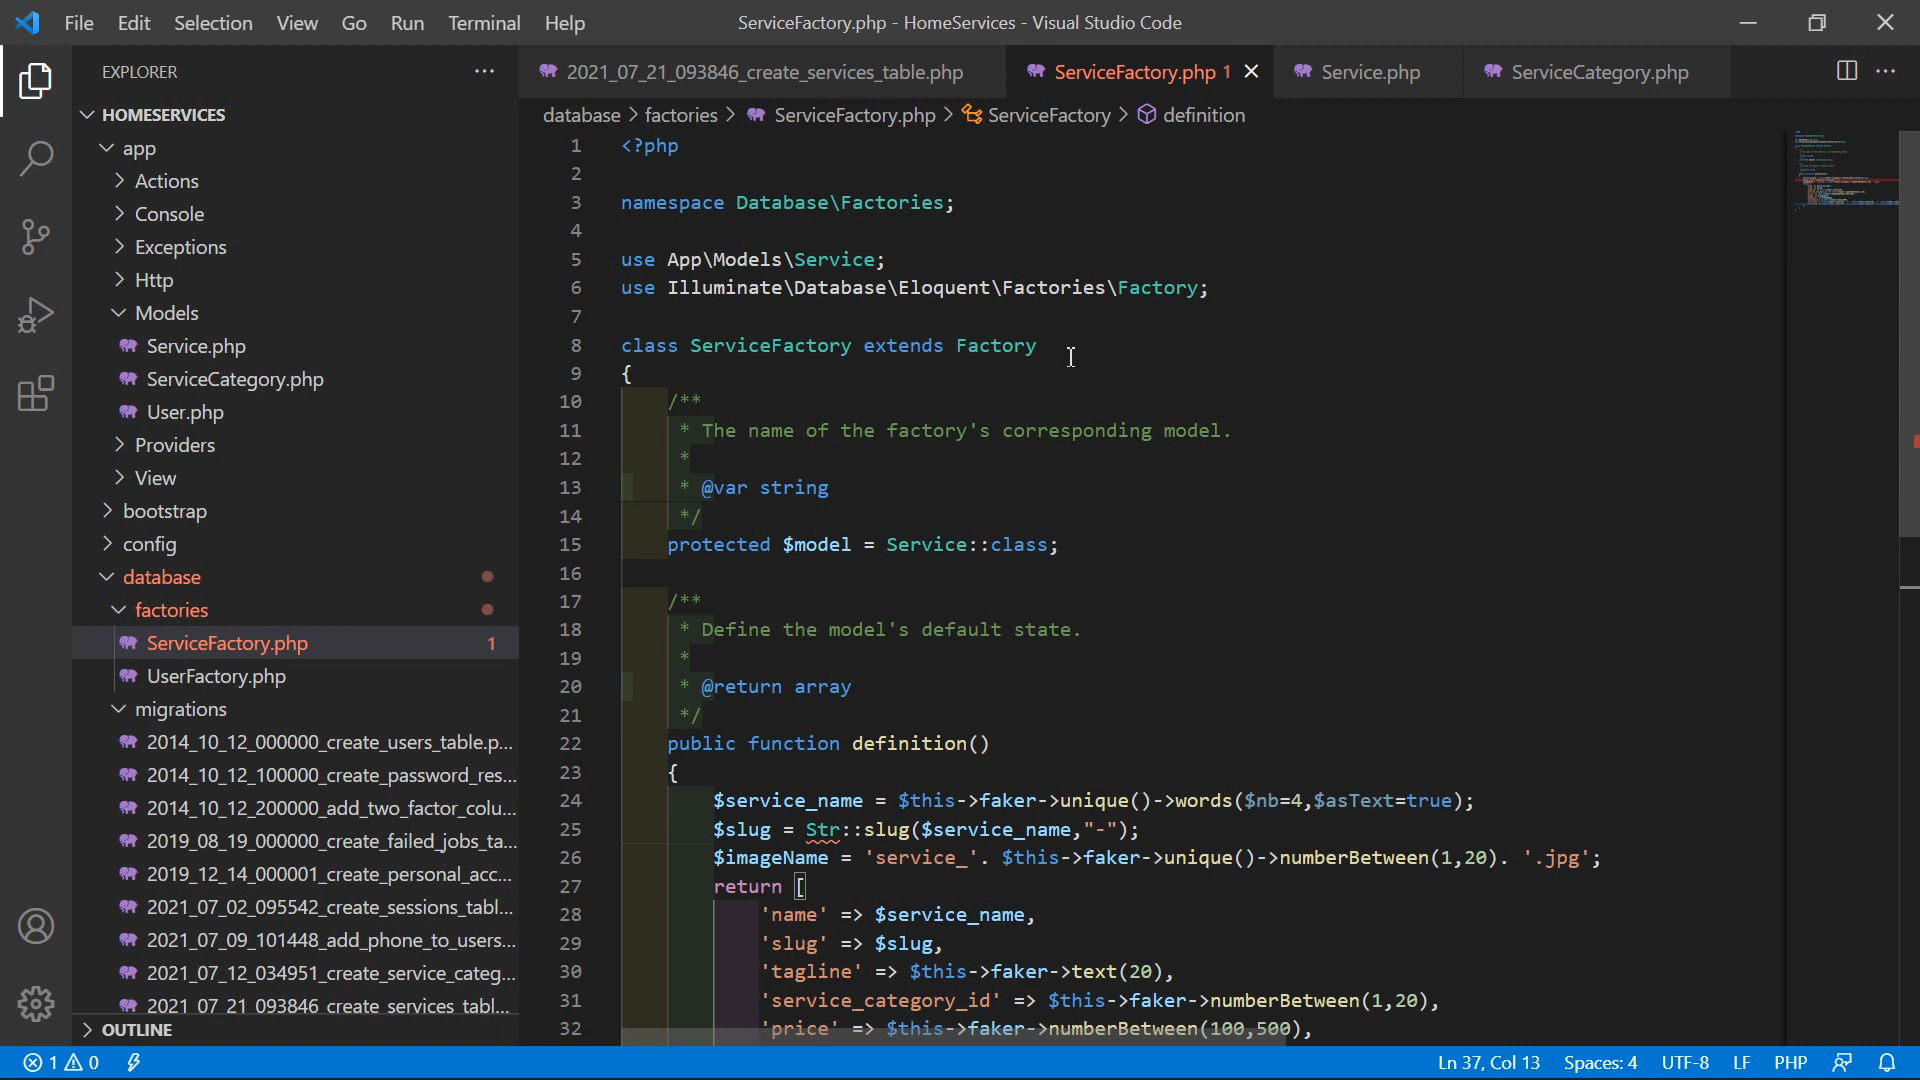 File Edit Selection View Go Run Terminal Help
ServiceFactory.php - HomeServices - Visual Studio Code
EXPLORER
HOMESERVICES
app
Actions
Console
Exceptions
Http
Models
Service.php
ServiceCategory.php
User.php
Providers
View
bootstrap
config
database
factories
ServiceFactory.php 1
UserFactory.php
migrations
2014_10_12_000000_create_users_table.p...
2014_10_12_100000_create_password_res...
2014_10_12_200000_add_two_factor_colu...
2019_08_19_000000_create_failed_jobs_ta...
2019_12_14_000001_create_personal_acc...
2021_07_02_095542_create_sessions_tabl...
2021_07_09_101448_add_phone_to_users...
2021_07_12_034951_create_service_categ...
2021_07_21_093846_create_services_tabl...
OUTLINE
2021_07_21_093846_create_services_table.php ServiceFactory.php 1 Service.php ServiceCategory.php
database > factories > ServiceFactory.php > ServiceFactory > definition
1 <?php
2
3 namespace Database\Factories;
4
5 use App\Models\Service;
6 use Illuminate\Database\Eloquent\Factories\Factory;
7
8 class ServiceFactory extends Factory
9 {
10 /**
11 * The name of the factory's corresponding model.
12 *
13 * @var string
14 */
15 protected $model = Service::class;
16
17 /**
18 * Define the model's default state.
19 *
20 * @return array
21 */
22 public function definition()
23 {
24 $service_name = $this->faker->unique()->words($nb=4,$asText=true);
25 $slug = Str::slug($service_name,"-");
26 $imageName = 'service_'. $this->faker->unique()->numberBetween(1,20). '.jpg';
27 return [
28 'name' => $service_name,
29 'slug' => $slug,
30 'tagline' => $this->faker->text(20),
31 'service_category_id' => $this->faker->numberBetween(1,20),
32 'price' => $this->faker->numberBetween(100,500),
1 0 Ln 37, Col 13 Spaces: 4 UTF-8 LF PHP